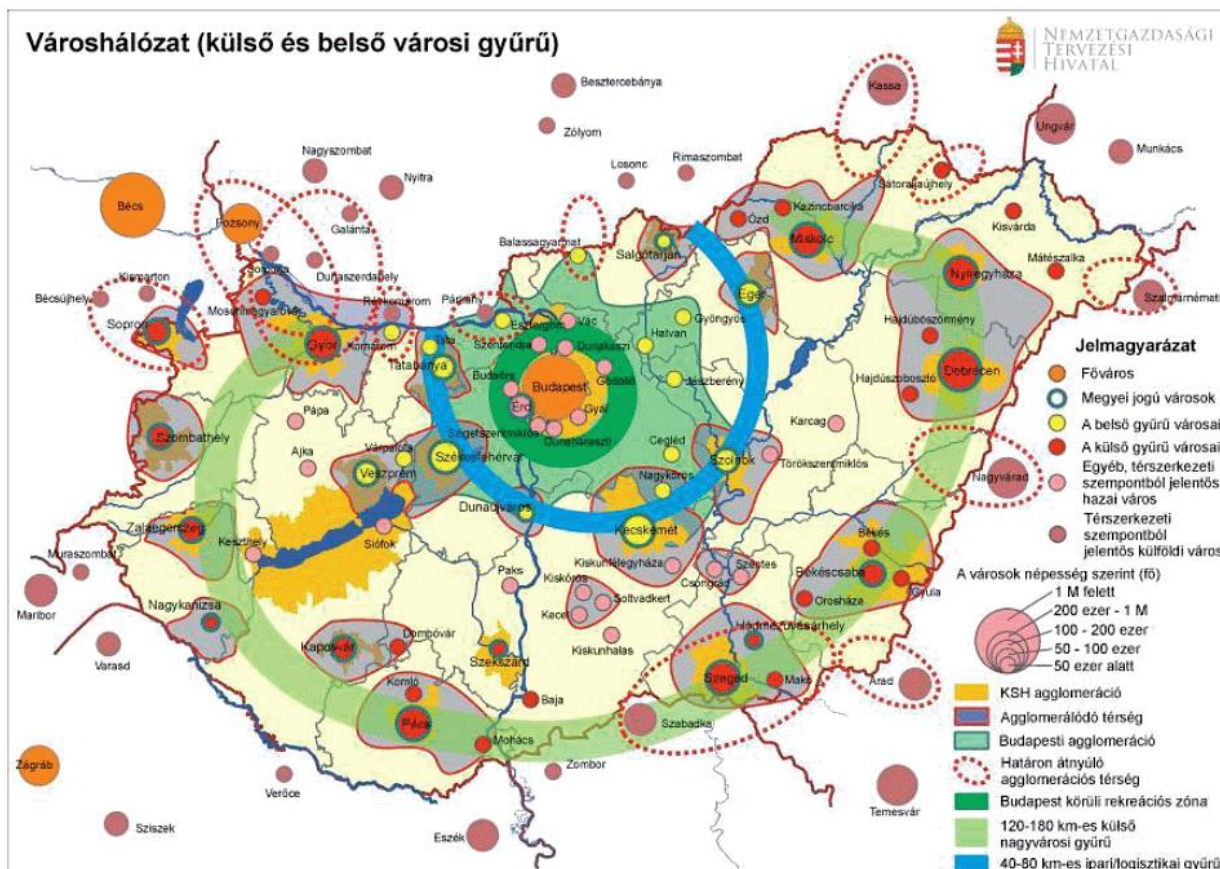 Városhálózat (külső és belső városi gyűrű)
NEMZETGAZDASÁGI
TERVEZÉSI
HIVATAL
Besztercebánya
Kassa
Zólyom
Ungvár
Munkács
Nagyszombat
Nyitra
Losonc
Rimaszombat
Sátoraljaújhely
Bécs
Pozsony
Galánta
Ózd
Kazincbarcika
Kisvárda
Balassagyarmat
Salgótarján
Miskolc
Dunaszerdahely
Kismarton
Bécsújhely
Mosonmagyaróvár
Révkomárom
Párkány
Eger
Nyíregyháza
Mátészalka
Szatmárnémeti
Sopron
Győr
Komárom
Tata
Esztergom
Vác
Gyöngyös
Hatvan
Szentendre
Dunakeszi
Hajdúböszörmény
Tatabánya
Budaörs
Budapest
Gödöllő
Jászberény
Hajdúszoboszló
Debrecen
Érd
Gyál
Pápa
Szombathely
Szigetszentmiklós
Dunaharaszti
Karcag
Ajka
Várpalota
Székesfehérvár
Veszprém
Cegléd
Szolnok
Törökszentmiklós
Nagykőrös
Nagyvárad
Dunaújváros
Kecskemét
Zalaegerszeg
Keszthely
Siófok
Békés
Muraszombat
Kiskunfélegyháza
Csongrád
Szentes
Békéscsaba
Gyula
Paks
Kiskőrös
Soltvadkert
Kecel
Orosháza
Maribor
Nagykanizsa
Hódmezővásárhely
Varasd
Kaposvár
Dombóvár
Szekszárd
Kiskunhalas
Szeged
Makó
Arad
Komló
Baja
Szabadka
Pécs
Mohács
Zágráb
Verőce
Zombor
Temesvár
Sziszek
Eszék
Jelmagyarázat
Főváros
Megyei jogú városok
A belső gyűrű városai
A külső gyűrű városai
Egyéb, térszerkezeti
szempontból jelentős
hazai város
Térszerkezeti
szempontból
jelentős külföldi város
A városok népesség szerint (fő)
1 M felett
200 ezer - 1 M
100 - 200 ezer
50 - 100 ezer
50 ezer alatt
KSH agglomeráció
Agglomerálódó térség
Budapesti agglomeráció
Határon átnyúló
agglomerációs térség
Budapest körüli rekreációs zóna
120-180 km-es külső
nagyvárosi gyűrű
40-80 km-es ipari/logisztikai gyűrű